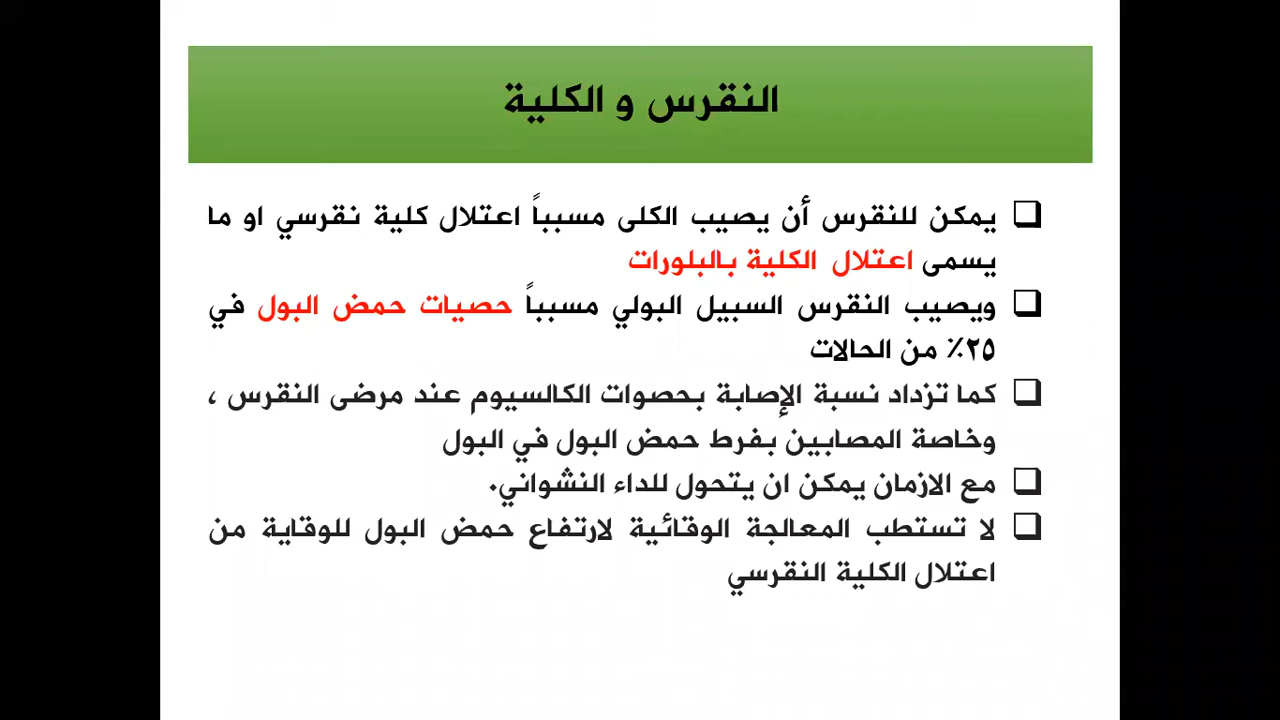 النقرس و الكلية
يمكن للنقرس أن يصيب الكلى مسبباً اعتلال كلية نقرسي او ما
يسمى اعتلال الكلية بالبلورات
ويصيب النقرس السبيل البولي مسبباً حصيات حمض البول في
٢٥٪ من الحالات
كما تزداد نسبة الإصابة بحصوات الكالسيوم عند مرضى النقرس ،
وخاصة المصابين بفرط حمض البول في البول
مع الازمان يمكن ان يتحول للداء النشواني.
لا تستطب المعالجة الوقائية لارتفاع حمض البول للوقاية من
اعتلال الكلية النقرسي